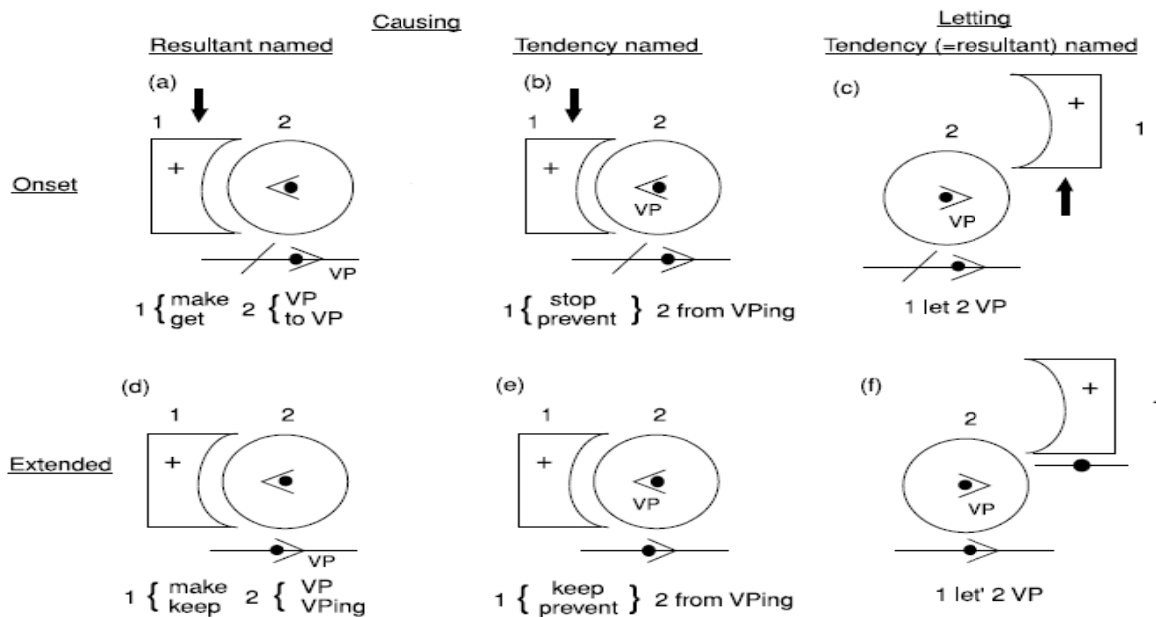 Causing
Letting
Resultant named
Tendency named
Tendency (=resultant) named
(a)
(b)
(c)
1
2
1
2
2
1
+
+
+
Onset
VP
VP
VP
1 { make get 2 { VP to VP
1 { stop prevent } 2 from VPing
1 let 2 VP
(d)
(e)
(f)
1
2
1
2
2
+
+
+
Extended
VP
VP
VP
1 { make keep 2 { VP VPing
1 { keep prevent } 2 from VPing
1 let' 2 VP